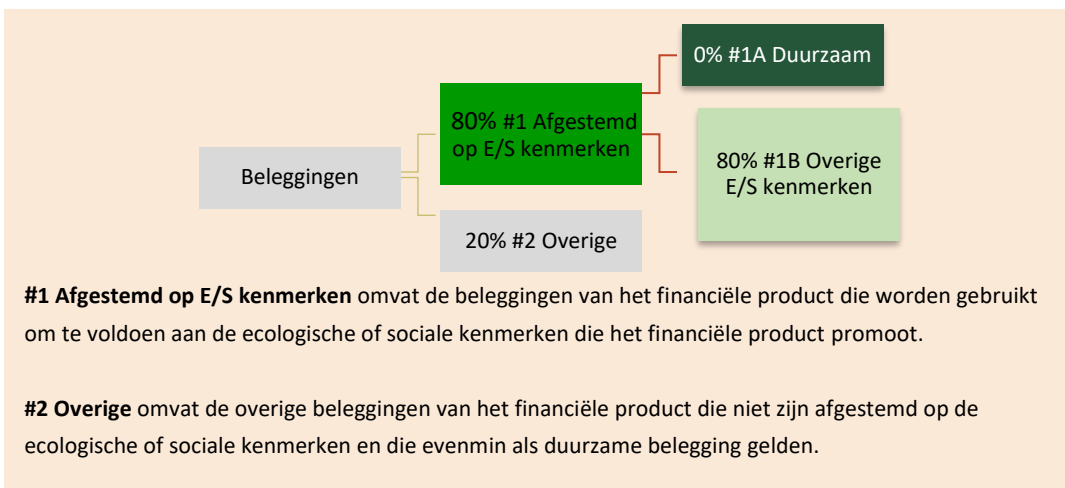 0% #1A Duurzaam
80% #1 Afgestemd
op E/S kenmerken
80% #1B Overige
E/S kenmerken
Beleggingen
20% #2 Overige
#1 Afgestemd op E/S kenmerken omvat de beleggingen van het financiële product die worden gebruikt
om te voldoen aan de ecologische of sociale kenmerken die het financiële product promoot.
#2 Overige omvat de overige beleggingen van het financiële product die niet zijn afgestemd op de
ecologische of sociale kenmerken en die evenmin als duurzame belegging gelden.